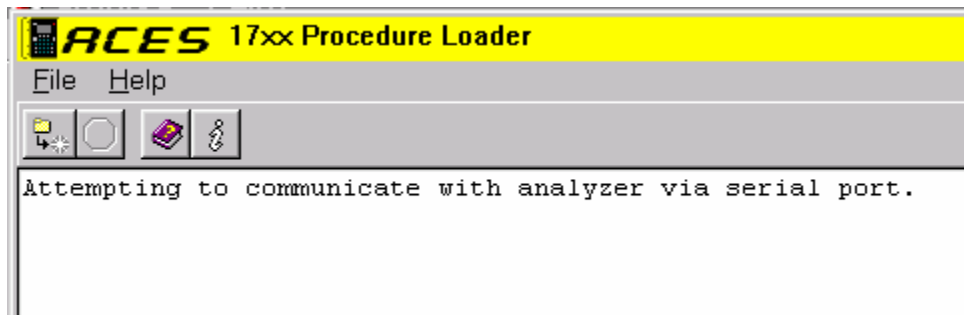 ACES 17xx Procedure Loader
File Help
Attempting to communicate with analyzer via serial port.